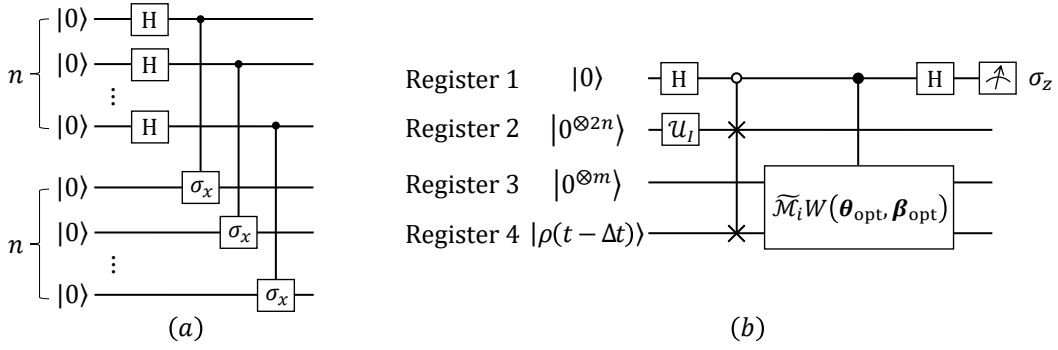 |0⟩ H
|0⟩ H
n
⋮
|0⟩ H
|0⟩ σ_x
|0⟩ σ_x
n
⋮
|0⟩ σ_x
(a)
Register 1 |0⟩ H H σ_z
Register 2 |0^{⊗2n}⟩ 𝒰_I
Register 3 |0^{⊗m}⟩
ℳ̃_i W(θ_opt, β_opt)
Register 4 |ρ(t − Δt)⟩
(b)